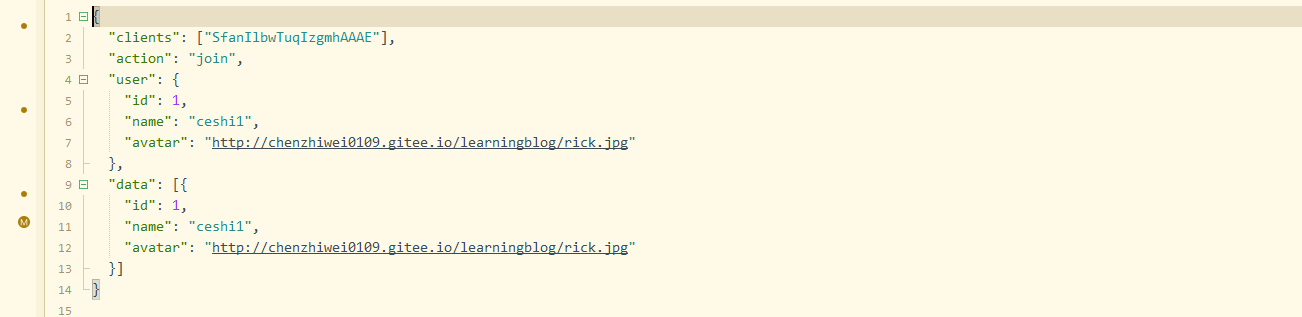 1 {
2 "clients": ["SfanIlbwTuqIzgmhAAAE"],
3 "action": "join",
4 "user": {
5 "id": 1,
6 "name": "ceshi1",
7 "avatar": "http://chenzhiwei0109.gitee.io/learningblog/rick.jpg"
8 },
9 "data": [{
10 "id": 1,
11 "name": "ceshi1",
M
12 "avatar": "http://chenzhiwei0109.gitee.io/learningblog/rick.jpg"
13 }]
14 }
15